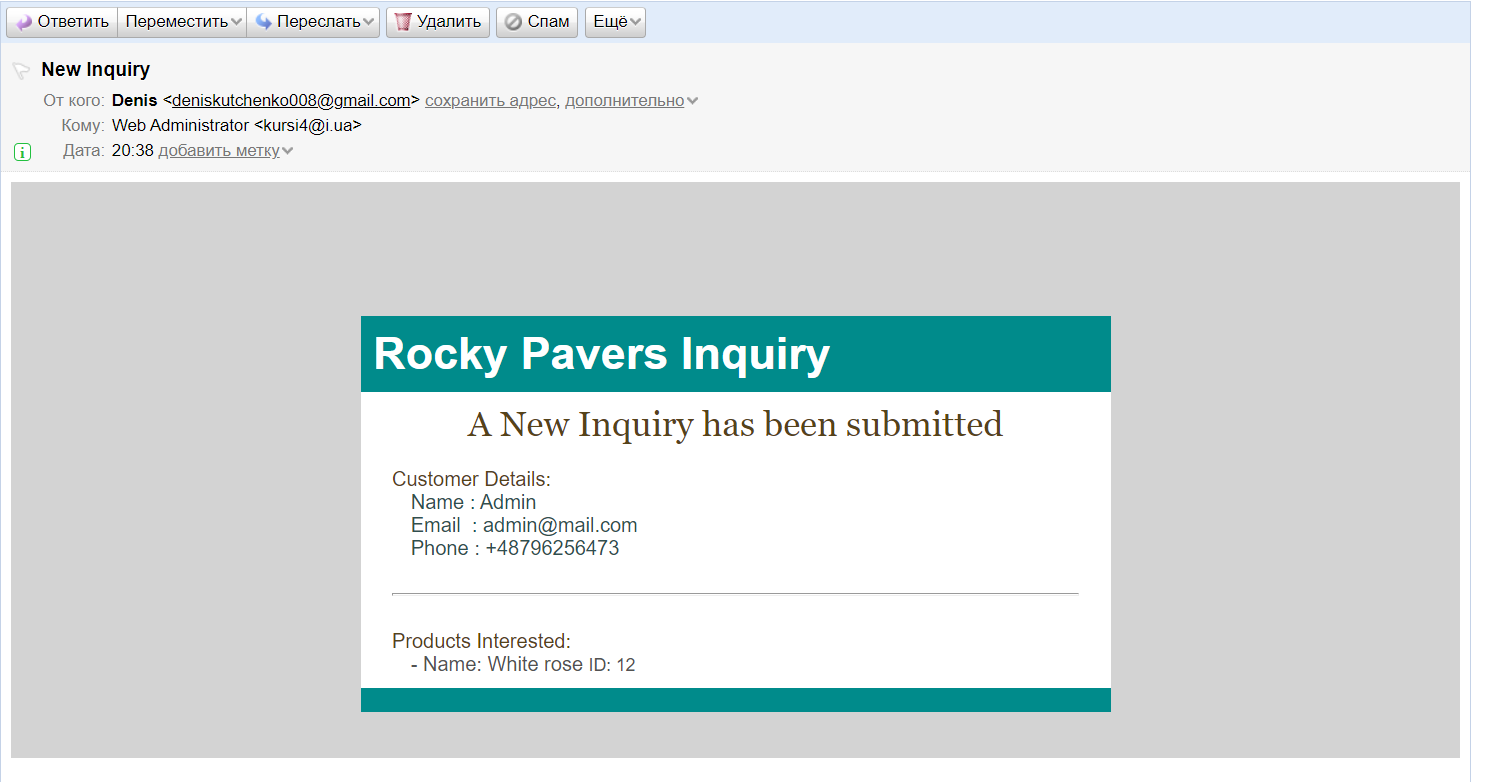 Ответить Переместить Переслать Удалить Спам Ещё
New Inquiry
От кого: Denis <deniskutchenko008@gmail.com> сохранить адрес, дополнительно
Кому: Web Administrator <kursi4@i.ua>
i Дата: 20:38 добавить метку
Rocky Pavers Inquiry
A New Inquiry has been submitted
Customer Details:
Name : Admin
Email : admin@mail.com
Phone : +48796256473
Products Interested:
- Name: White rose ID: 12